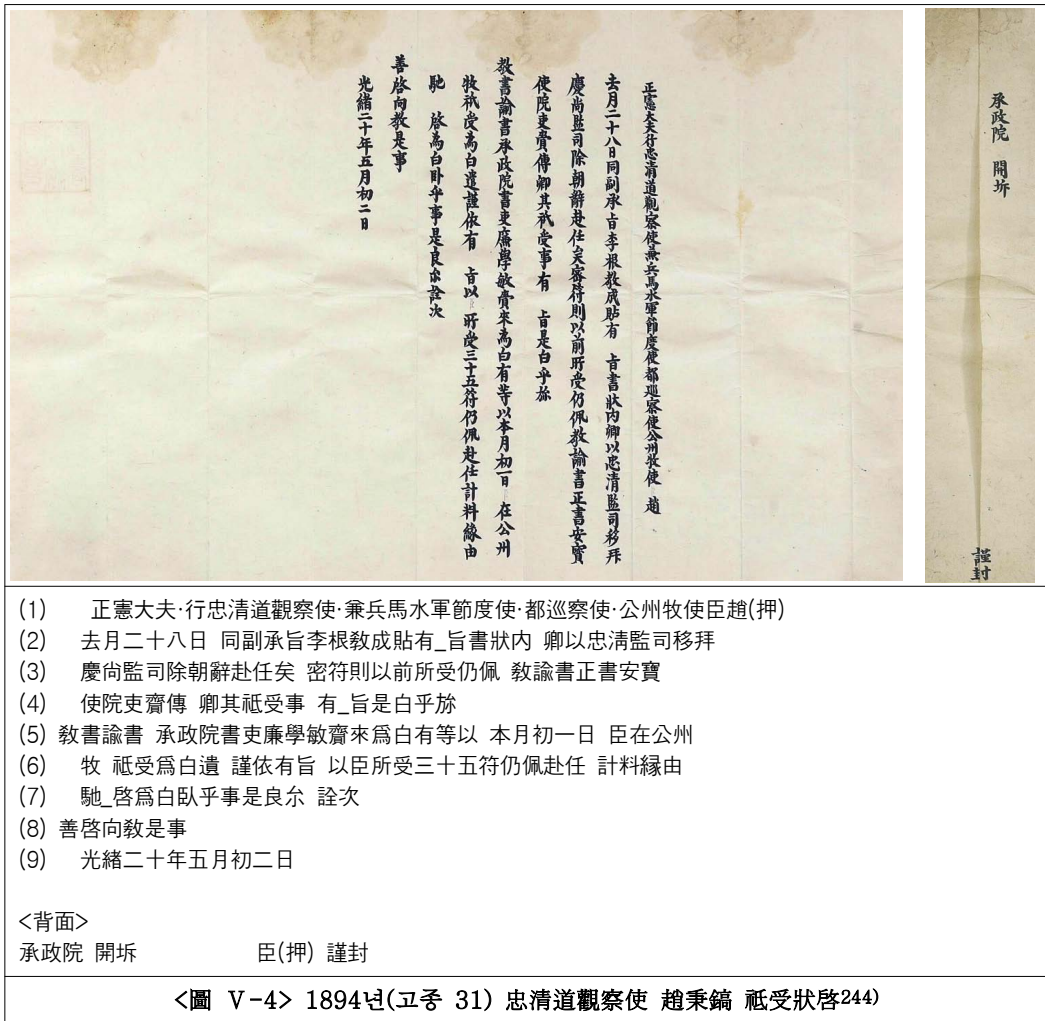 正憲大夫行忠清道觀察使兼兵馬水軍節度使都巡察使公州牧使 趙
去月二十八日同副承 旨李根教成貼有 旨書狀內卿以忠清監司移拜
慶尚監司除朝辭赴任矣密符則以前所受仍佩教諭書正書安寶
使院吏賫傳卿其祇受事有 旨是白乎旀
教書諭書承政院書吏廉學敏賫來爲白有等以本月初一日 在公州
牧祇受爲白遣謹依有 旨以 所受三十五符仍佩赴任計料緣由
馳 啓爲白臥乎事是良尒詮次
善啓向教是事
光緒二十年五月初二日
承政院 開坼
謹封
(1) 正憲大夫·行忠清道觀察使·兼兵馬水軍節度使·都巡察使·公州牧使臣趙(押)
(2) 去月二十八日 同副承旨李根敎成貼有_旨書狀内 卿以忠淸監司移拜
(3) 慶尙監司除朝辭赴任矣 密符則以前所受仍佩 敎諭書正書安寶
(4) 使院吏齎傳 卿其祗受事 有_旨是白乎旀
(5) 敎書諭書 承政院書吏廉學敏齎來爲白有等以 本月初一日 臣在公州
(6) 牧 祗受爲白遺 謹依有旨 以臣所受三十五符仍佩赴任 計料緣由
(7) 馳_啓爲白臥乎事是良尒 詮次
(8) 善啓向敎是事
(9) 光緒二十年五月初二日
<背面>
承政院 開坼 臣(押) 謹封
<圖 Ⅴ-4> 1894년(고종 31) 忠清道觀察使 趙秉鎬 祗受狀啓244)